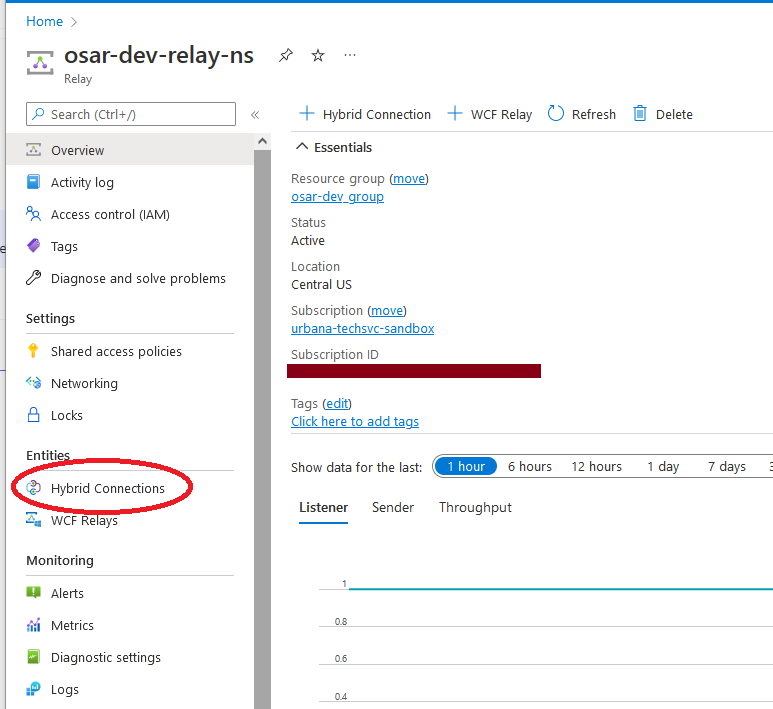 Home
osar-dev-relay-ns
Relay
Search (Ctrl+/)
Overview
Activity log
Access control (IAM)
Tags
Diagnose and solve problems
Settings
Shared access policies
Networking
Locks
Entities
Hybrid Connections
WCF Relays
Monitoring
Alerts
Metrics
Diagnostic settings
Logs
Hybrid Connection WCF Relay Refresh Delete
Essentials
Resource group (move)
osar-dev_group
Status
Active
Location
Central US
Subscription (move)
urbana-techsvc-sandbox
Subscription ID
Tags (edit)
Click here to add tags
Show data for the last: 1 hour 6 hours 12 hours 1 day 7 days
Listener Sender Throughput
1
0.8
0.6
0.4